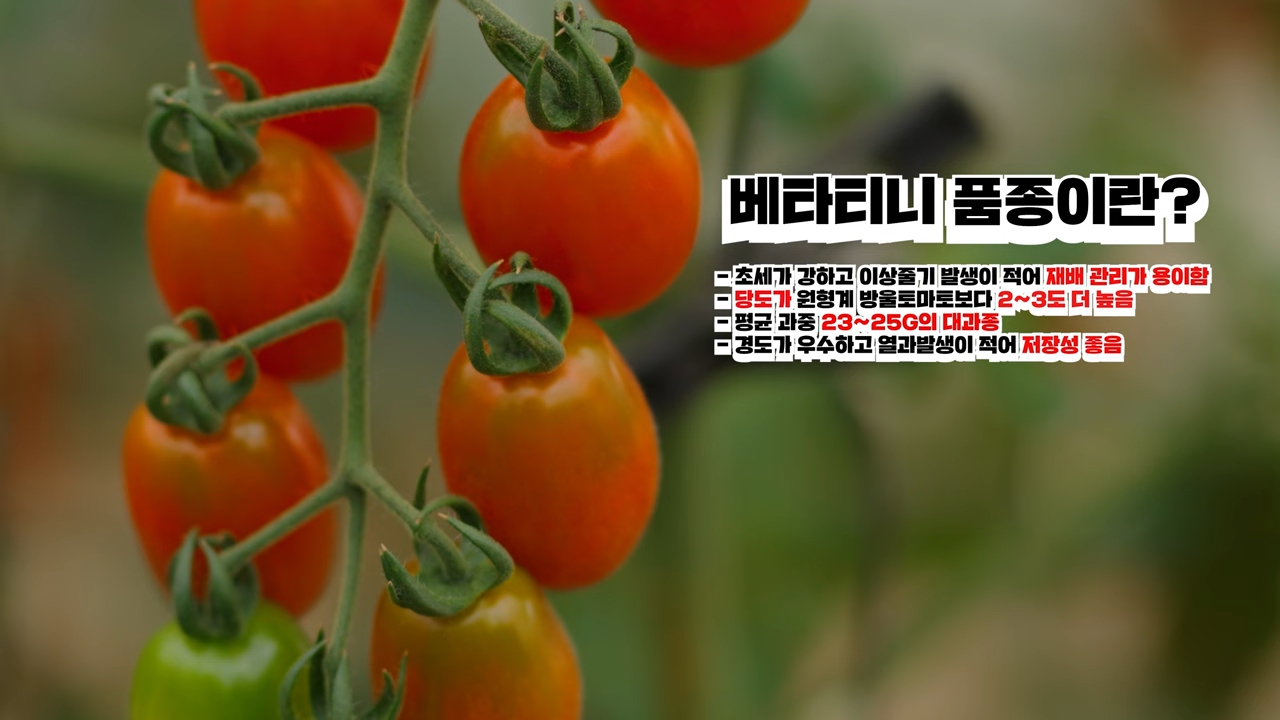 베타티니 품종이란?
- 초세가 강하고 이상줄기 발생이 적어 재배 관리가 용이함
- 당도가 원형계 방울토마토보다 2~3도 더 높음
- 평균 과중 23~25G의 대과종
- 경도가 우수하고 열과발생이 적어 저장성 좋음